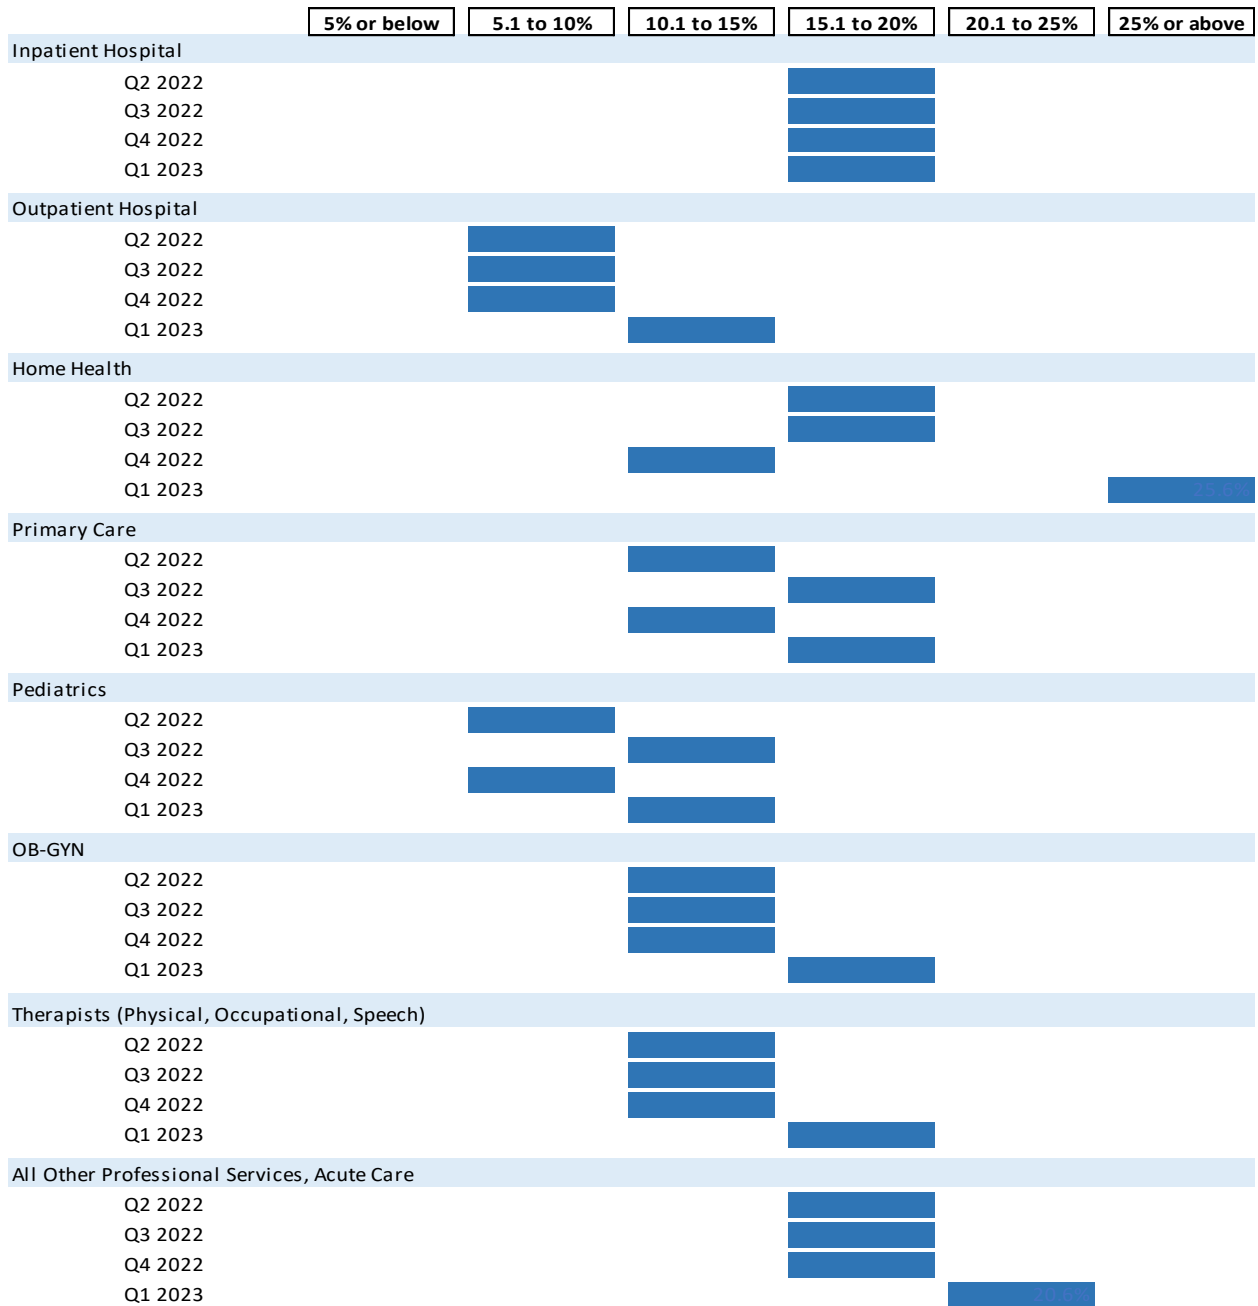 5% or below 5.1 to 10% 10.1 to 15% 15.1 to 20% 20.1 to 25% 25% or above
Inpatient Hospital
Q2 2022
Q3 2022
Q4 2022
Q1 2023
Outpatient Hospital
Q2 2022
Q3 2022
Q4 2022
Q1 2023
Home Health
Q2 2022
Q3 2022
Q4 2022
Q1 2023 25.6%
Primary Care
Q2 2022
Q3 2022
Q4 2022
Q1 2023
Pediatrics
Q2 2022
Q3 2022
Q4 2022
Q1 2023
OB-GYN
Q2 2022
Q3 2022
Q4 2022
Q1 2023
Therapists (Physical, Occupational, Speech)
Q2 2022
Q3 2022
Q4 2022
Q1 2023
All Other Professional Services, Acute Care
Q2 2022
Q3 2022
Q4 2022
Q1 2023 20.6%